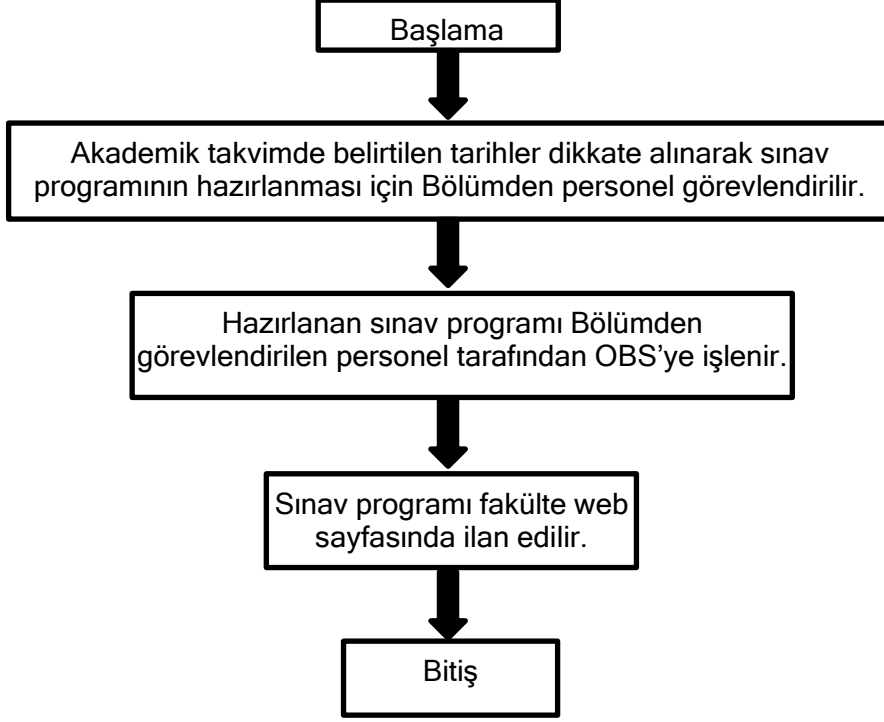 Başlama
Akademik takvimde belirtilen tarihler dikkate alınarak sınav
programının hazırlanması için Bölümden personel görevlendirilir.
Hazırlanan sınav programı Bölümden
görevlendirilen personel tarafından OBS’ye işlenir.
Sınav programı fakülte web
sayfasında ilan edilir.
Bitiş